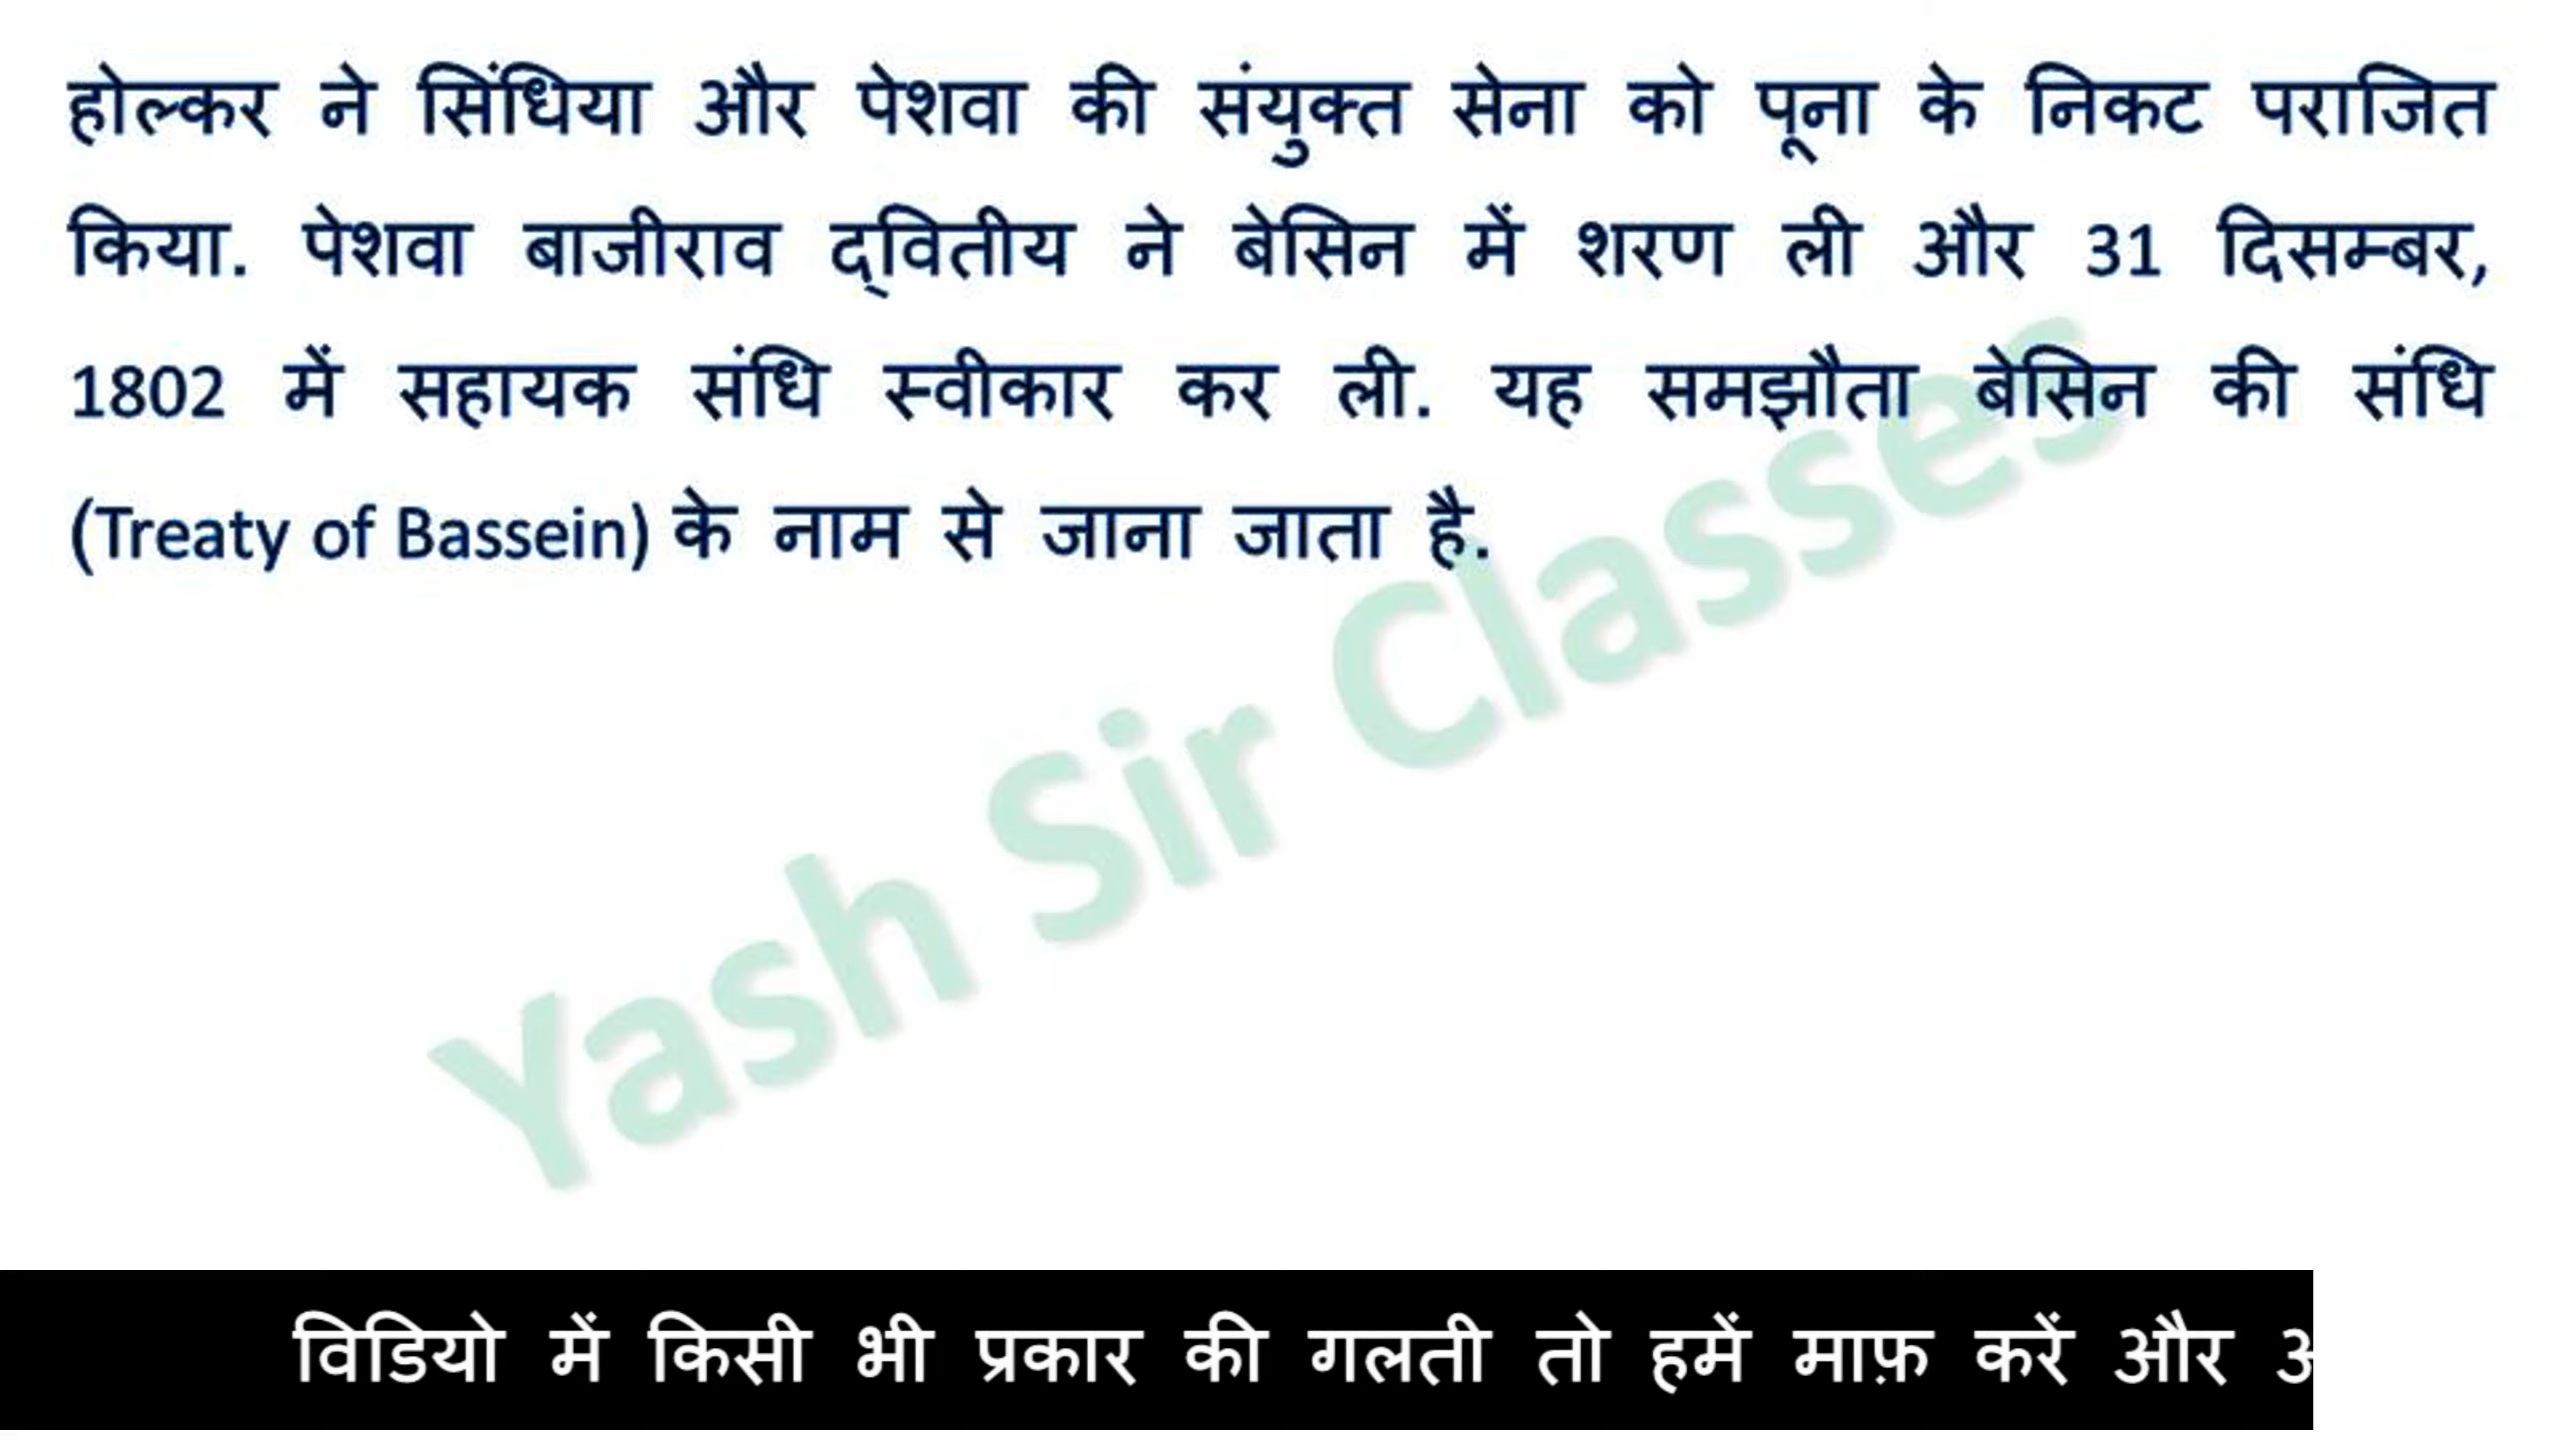 होल्कर ने सिंधिया और पेशवा की संयुक्त सेना को पूना के निकट पराजित
किया. पेशवा बाजीराव द्वितीय ने बेसिन में शरण ली और 31 दिसम्बर,
1802 में सहायक संधि स्वीकार कर ली. यह समझौता बेसिन की संधि
(Treaty of Bassein) के नाम से जाना जाता है.
Yash Sir Classes
विडियो में किसी भी प्रकार की गलती तो हमें माफ़ करें और